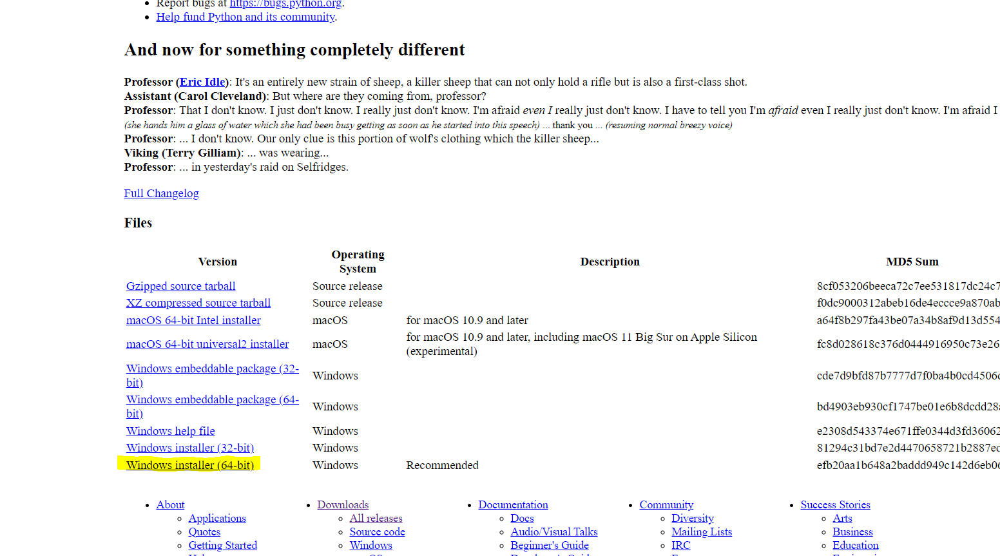 Report bugs at https://bugs.python.org.
Help fund Python and its community.
And now for something completely different
Professor (Eric Idle): It's an entirely new strain of sheep, a killer sheep that can not only hold a rifle but is also a first-class shot.
Assistant (Carol Cleveland): But where are they coming from, professor?
Professor: That I don't know. I just don't know. I really just don't know. I'm afraid even I really just don't know. I have to tell you I'm afraid even I really just don't know. I'm afraid I
(she hands him a glass of water which she had been busy getting as soon as he started into this speech) ... thank you ... (resuming normal breezy voice)
Professor: ... I don't know. Our only clue is this portion of wolf's clothing which the killer sheep...
Viking (Terry Gilliam): ... was wearing...
Professor: ... in yesterday's raid on Selfridges.
Full Changelog
Files
Version Operating System Description MD5 Sum
Gzipped source tarball Source release 8cf053206beeca72c7ee531817dc24c7
XZ compressed source tarball Source release f0dc9000312abeb16de4eccce9a870ab
macOS 64-bit Intel installer macOS for macOS 10.9 and later a64f8b297fa43be07a34b8af9d13d554
macOS 64-bit universal2 installer macOS for macOS 10.9 and later, including macOS 11 Big Sur on Apple Silicon (experimental) fc8d028618c376d0444916950c73e26
Windows embeddable package (32-bit) Windows cde7d9bfd87b7777d7f0ba4b0cd4506
Windows embeddable package (64-bit) Windows bd4903eb930cf1747be01e6b8dcdd28
Windows help file Windows e2308d543374e671ffe0344d3fd36062
Windows installer (32-bit) Windows 81294c31bd7e2d4470658721b2887ed
Windows installer (64-bit) Windows Recommended efb20aa1b648a2baddd949c142d6eb06
About Downloads Documentation Community Success Stories
Applications All releases Docs Diversity Arts
Quotes Source code Audio/Visual Talks Mailing Lists Business
Getting Started Windows Beginner's Guide IRC Education